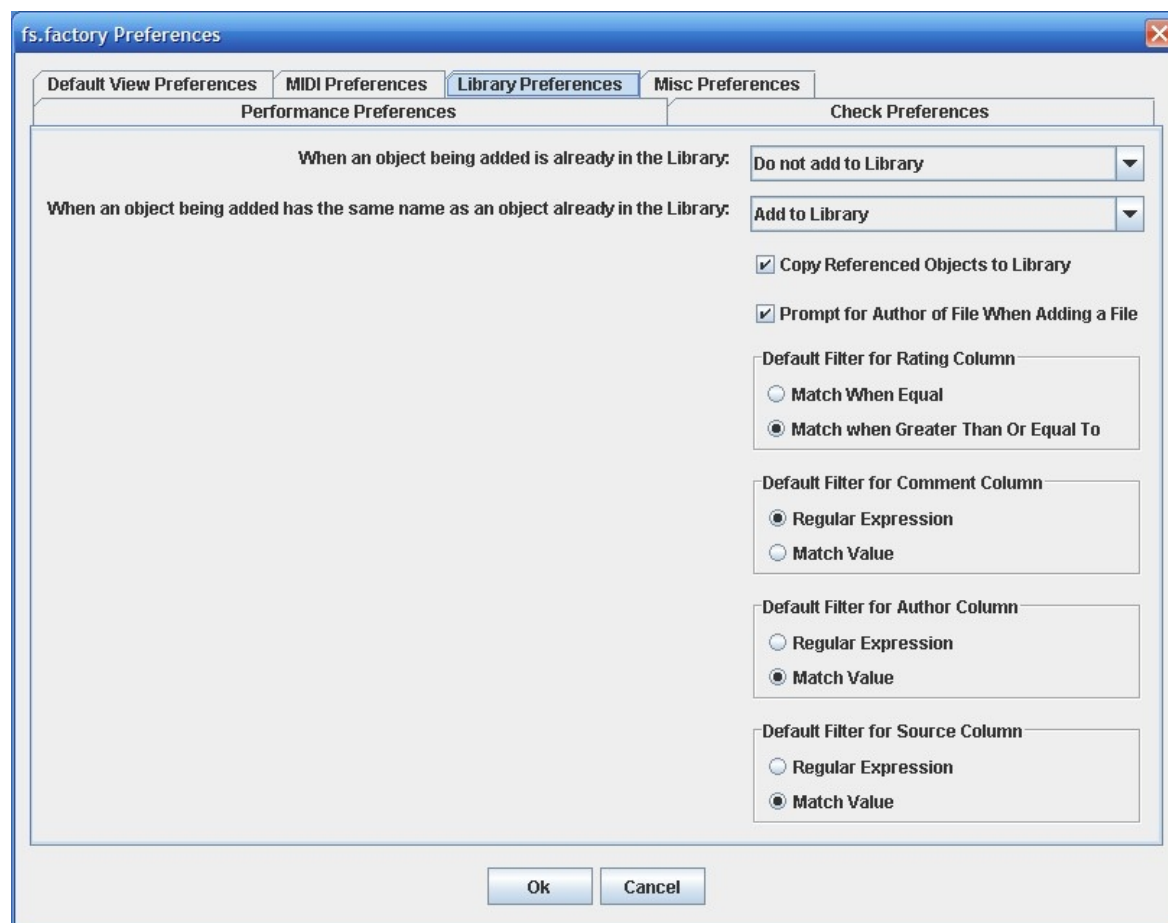 fs.factory Preferences
Default View Preferences
MIDI Preferences
Library Preferences
Misc Preferences
Performance Preferences
Check Preferences
When an object being added is already in the Library:
Do not add to Library
When an object being added has the same name as an object already in the Library:
Add to Library
Copy Referenced Objects to Library
Prompt for Author of File When Adding a File
Default Filter for Rating Column
Match When Equal
Match when Greater Than Or Equal To
Default Filter for Comment Column
Regular Expression
Match Value
Default Filter for Author Column
Regular Expression
Match Value
Default Filter for Source Column
Regular Expression
Match Value
Ok
Cancel